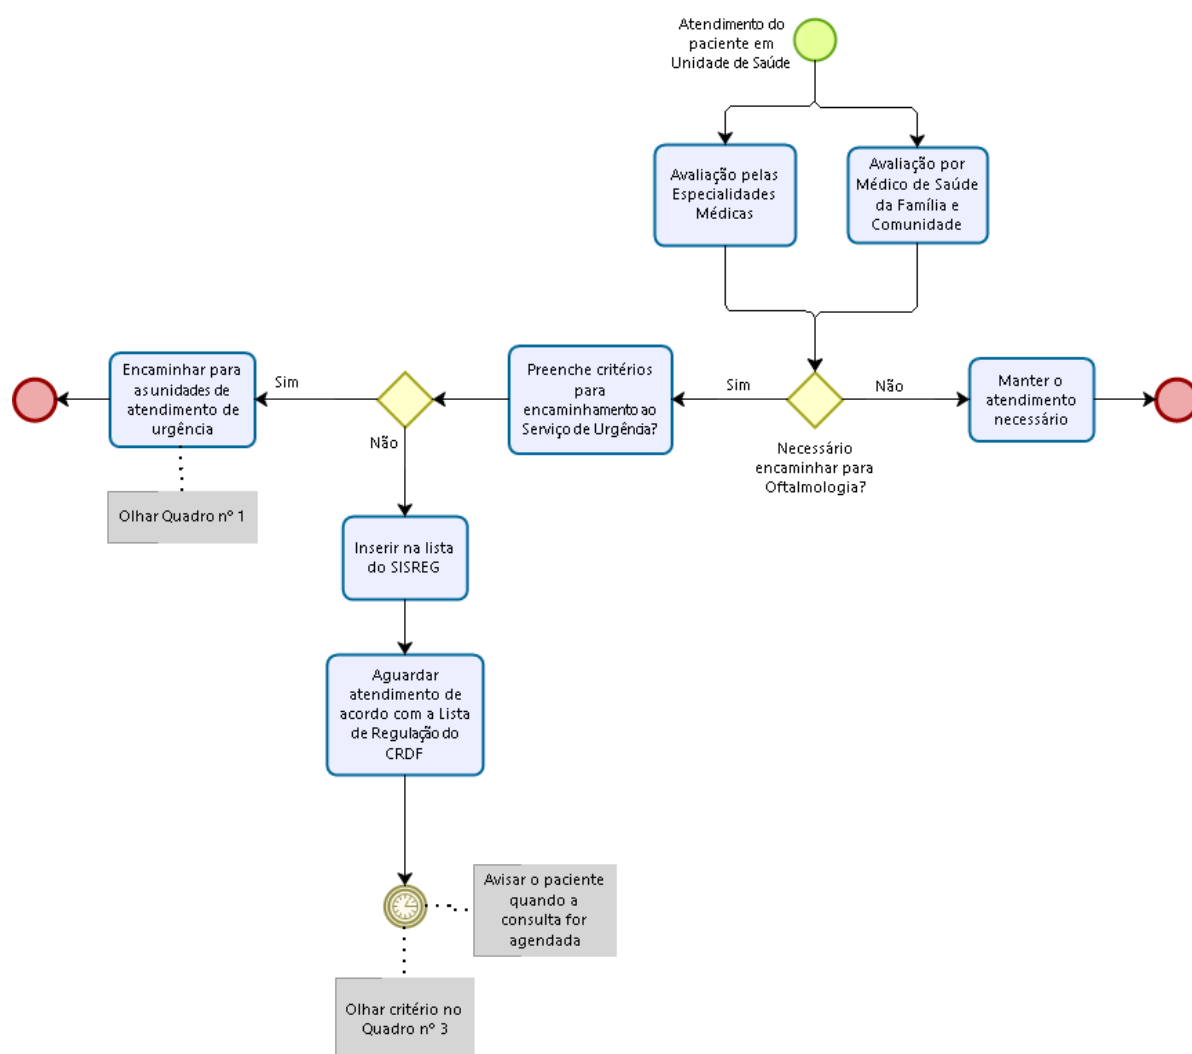 Atendimento do
paciente em
Unidade de Saúde
Avaliação pelas
Especialidades
Médicas
Avaliação por
Médico de Saúde
da Família e
Comunidade
Encaminhar para
as unidades de
atendimento de
urgência
Sim
Preenche critérios
para
encaminhamento ao
Serviço de Urgência?
Sim
Não
Manter o
atendimento
necessário
Não
Necessário
encaminhar para
Oftalmologia?
Olhar Quadro nº 1
Inserir na lista
do SISREG
Aguardar
atendimento de
acordo com a Lista
de Regulação do
CRDF
Avisar o paciente
quando a
consulta for
agendada
Olhar critério no
Quadro nº 3